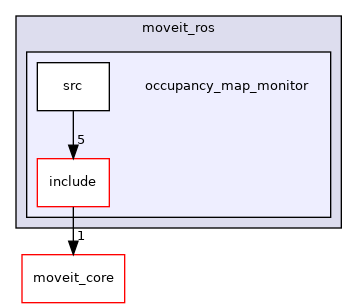 moveit_ros
src
occupancy_map_monitor
5
include
1
moveit_core